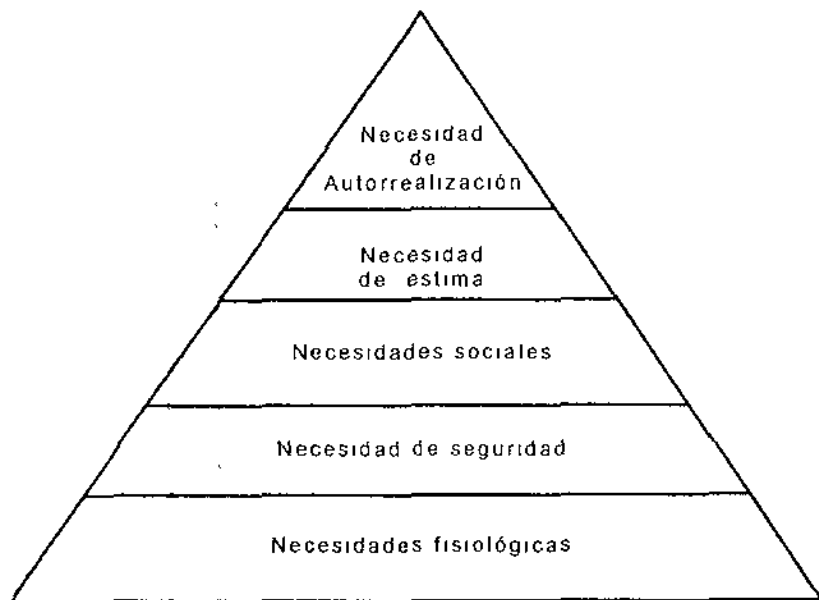 Necesidad
de
Autorrealización
Necesidad
de estima
Necesidades sociales
Necesidad de seguridad
Necesidades fisiológicas